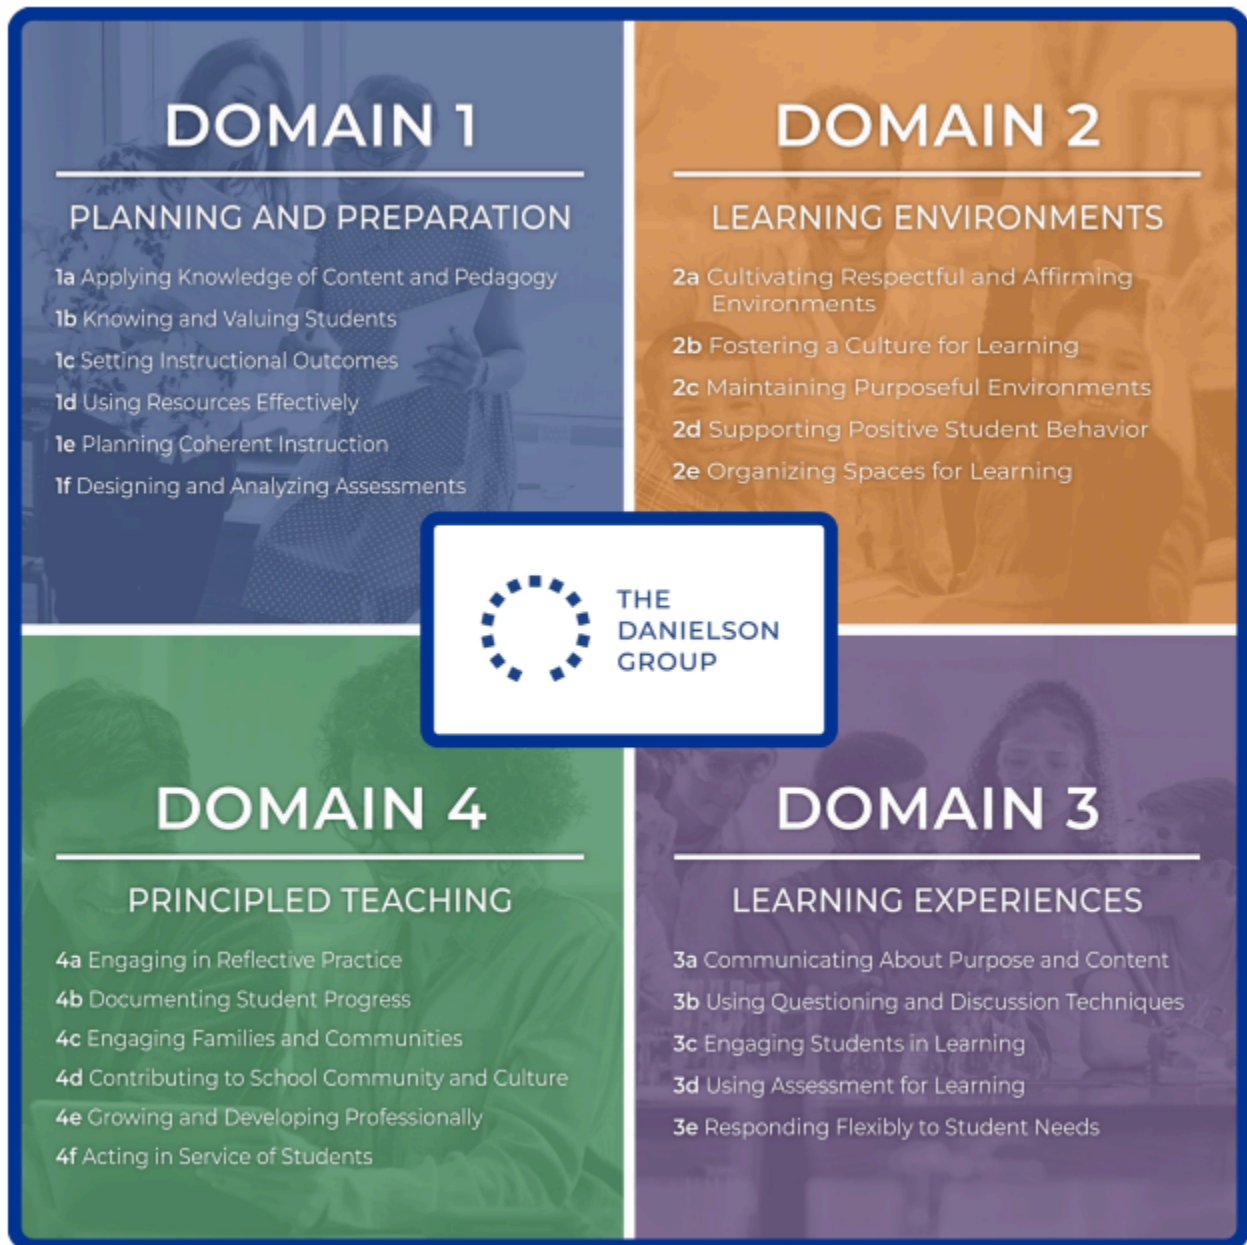 DOMAIN 1
PLANNING AND PREPARATION
1a Applying Knowledge of Content and Pedagogy
1b Knowing and Valuing Students
1c Setting Instructional Outcomes
1d Using Resources Effectively
1e Planning Coherent Instruction
1f Designing and Analyzing Assessments
DOMAIN 2
LEARNING ENVIRONMENTS
2a Cultivating Respectful and Affirming
Environments
2b Fostering a Culture for Learning
2c Maintaining Purposeful Environments
2d Supporting Positive Student Behavior
2e Organizing Spaces for Learning
THE
DANIELSON
GROUP
DOMAIN 4
PRINCIPLED TEACHING
4a Engaging in Reflective Practice
4b Documenting Student Progress
4c Engaging Families and Communities
4d Contributing to School Community and Culture
4e Growing and Developing Professionally
4f Acting in Service of Students
DOMAIN 3
LEARNING EXPERIENCES
3a Communicating About Purpose and Content
3b Using Questioning and Discussion Techniques
3c Engaging Students in Learning
3d Using Assessment for Learning
3e Responding Flexibly to Student Needs